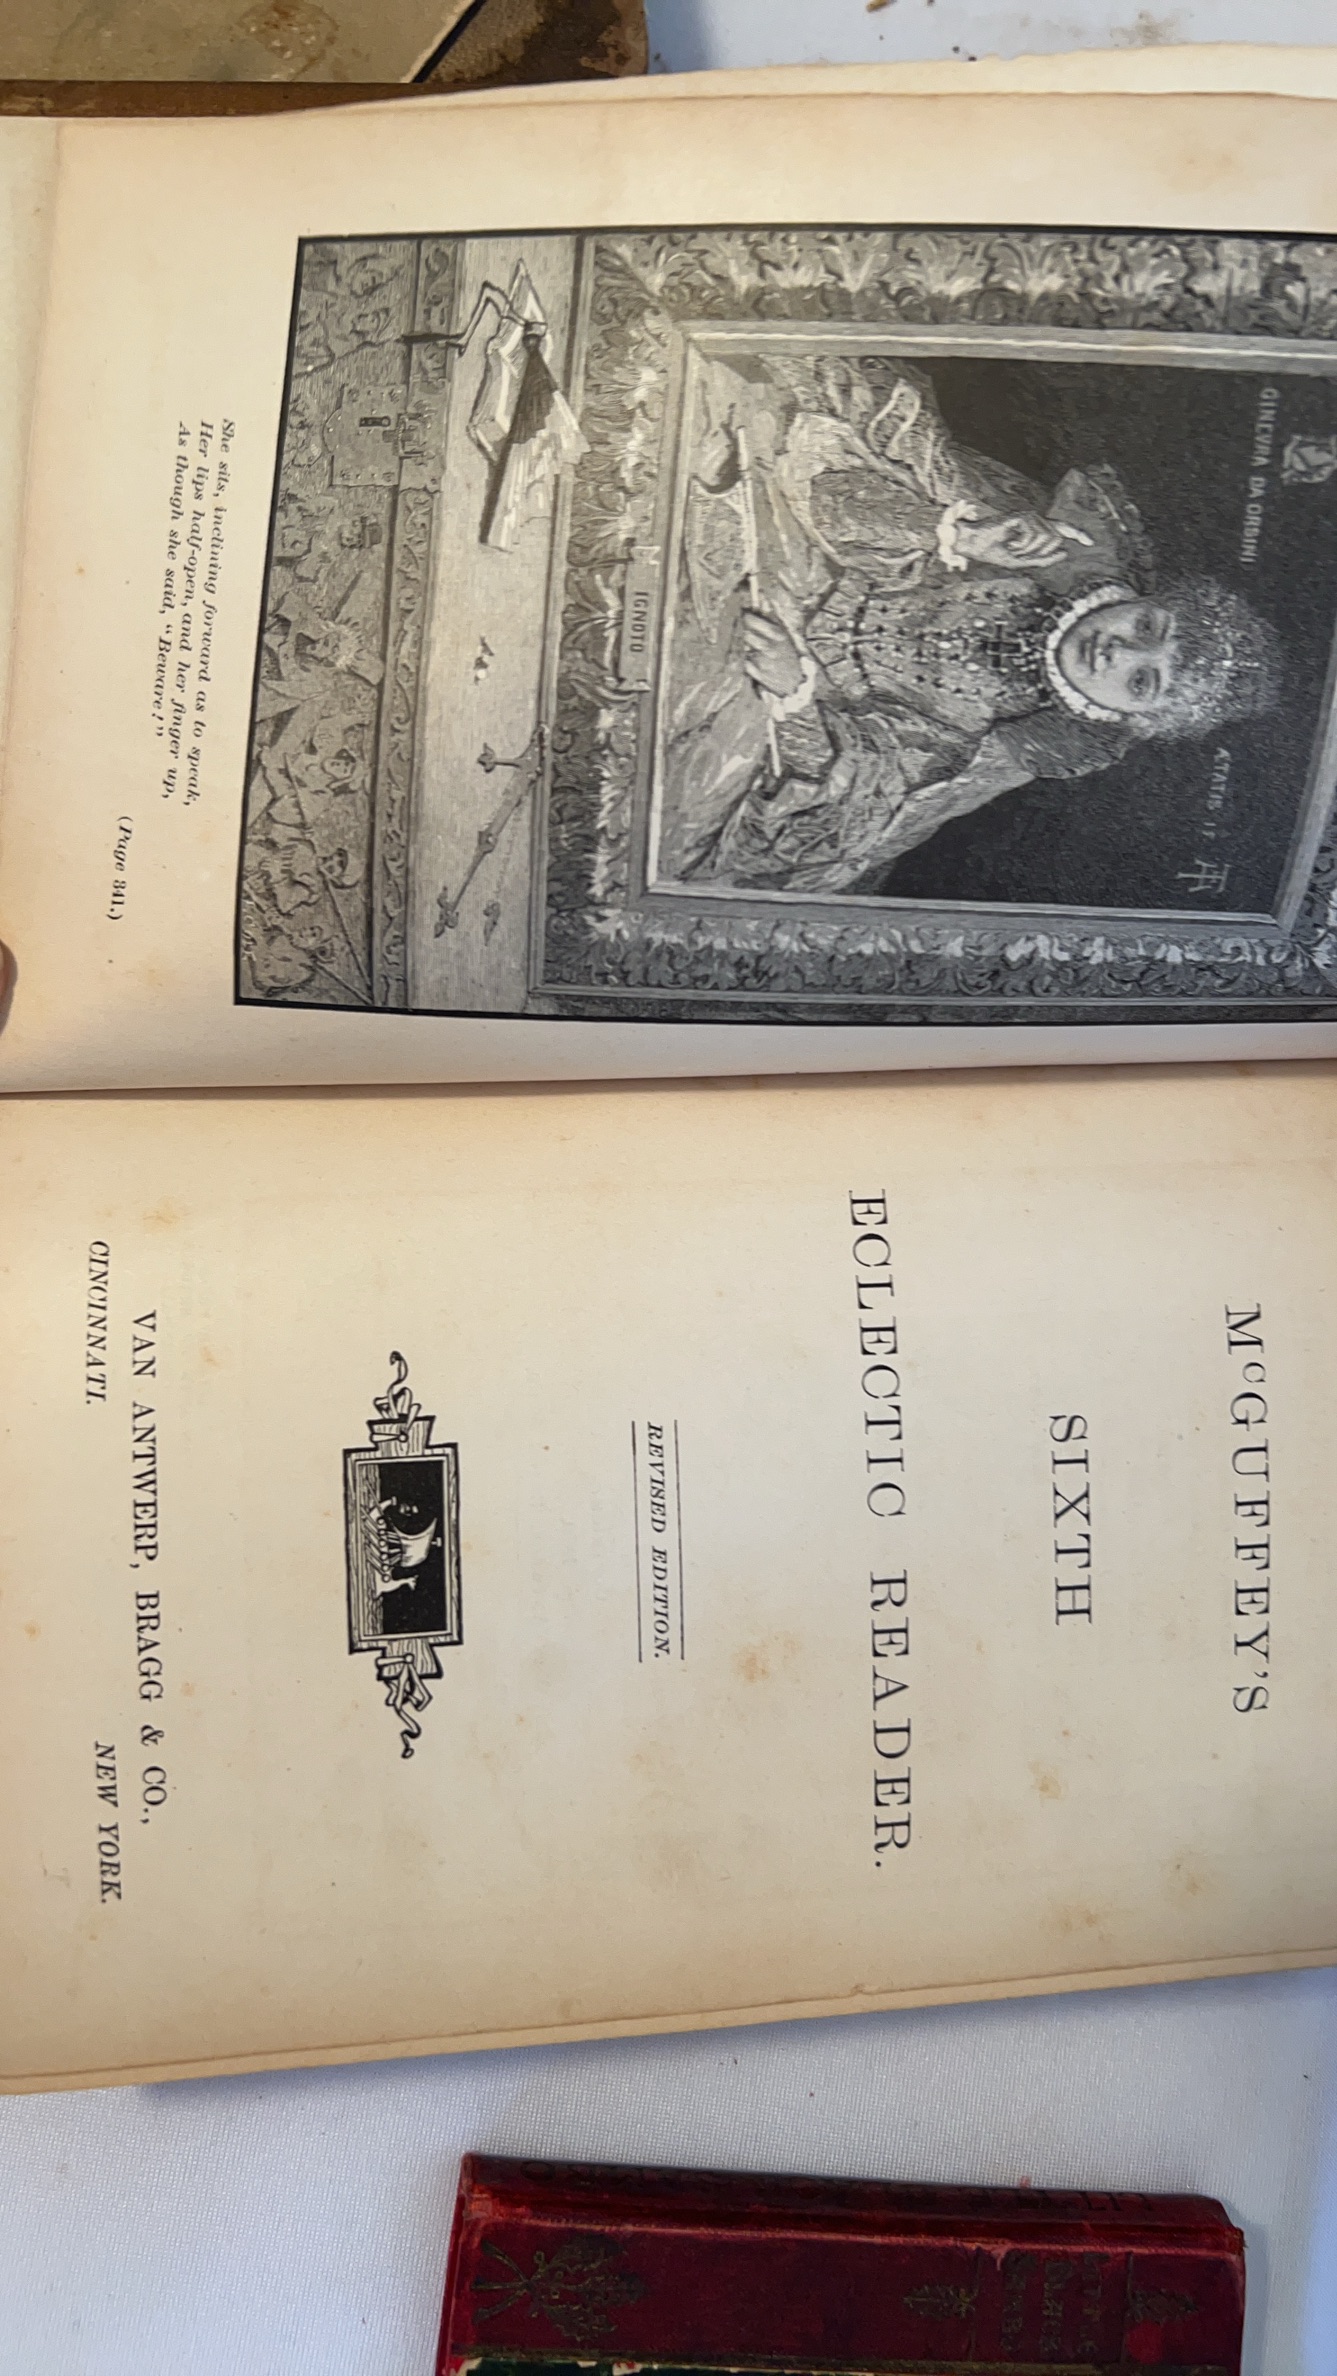 GINEVRA DA ORSINI
IGNOTO
She sits, inclining forward as to speak,
Her lips half-open, and her finger up,
As though she said, "Beware!"
(Page 341.)
McGUFFEY'S
SIXTH
ECLECTIC READER.
REVISED EDITION.
VAN ANTWERP, BRAGG & CO.,
CINCINNATI. NEW YORK.